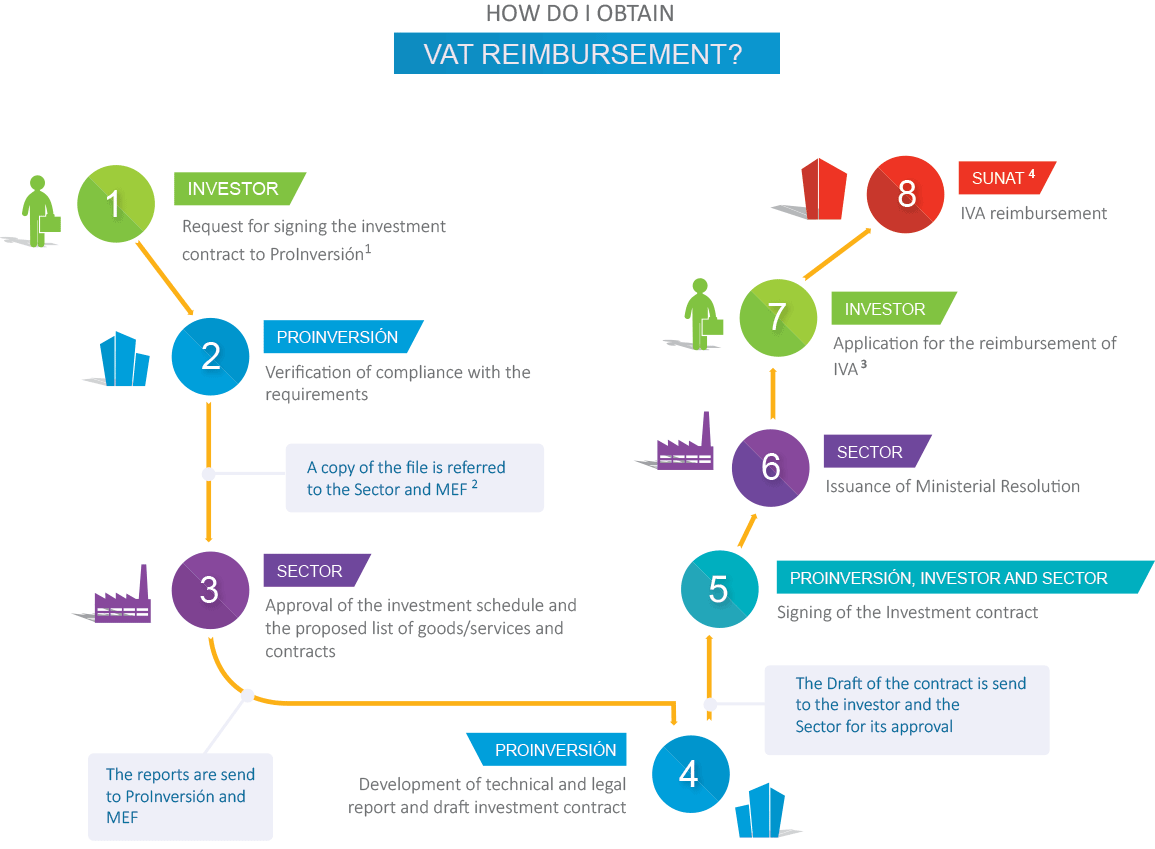 HOW DO I OBTAIN
VAT REIMBURSEMENT?
1
INVESTOR
Request for signing the investment
contract to ProInversión¹
2
PROINVERSIÓN
Verification of compliance with the
requirements
A copy of the file is referred
to the Sector and MEF ²
3
SECTOR
Approval of the investment schedule and
the proposed list of goods/services and
contracts
The reports are send
to ProInversión and
MEF
4
PROINVERSIÓN
Development of technical and legal
report and draft investment contract
The Draft of the contract is send
to the investor and the
Sector for its approval
5
PROINVERSIÓN, INVESTOR AND SECTOR
Signing of the Investment contract
6
SECTOR
Issuance of Ministerial Resolution
7
INVESTOR
Application for the reimbursement of
IVA ³
8
SUNAT ⁴
IVA reimbursement